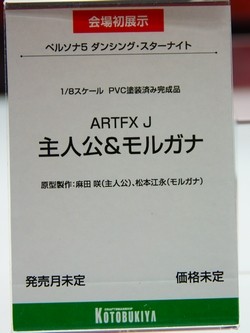 会場初展示
ペルソナ5 ダンシング・スターナイト
1/8スケール PVC塗装済み完成品
ARTFX J
主人公&モルガナ
原型製作:麻田 咲(主人公)、松本江永(モルガナ)
発売月未定 価格未定
KOTOBUKIYA